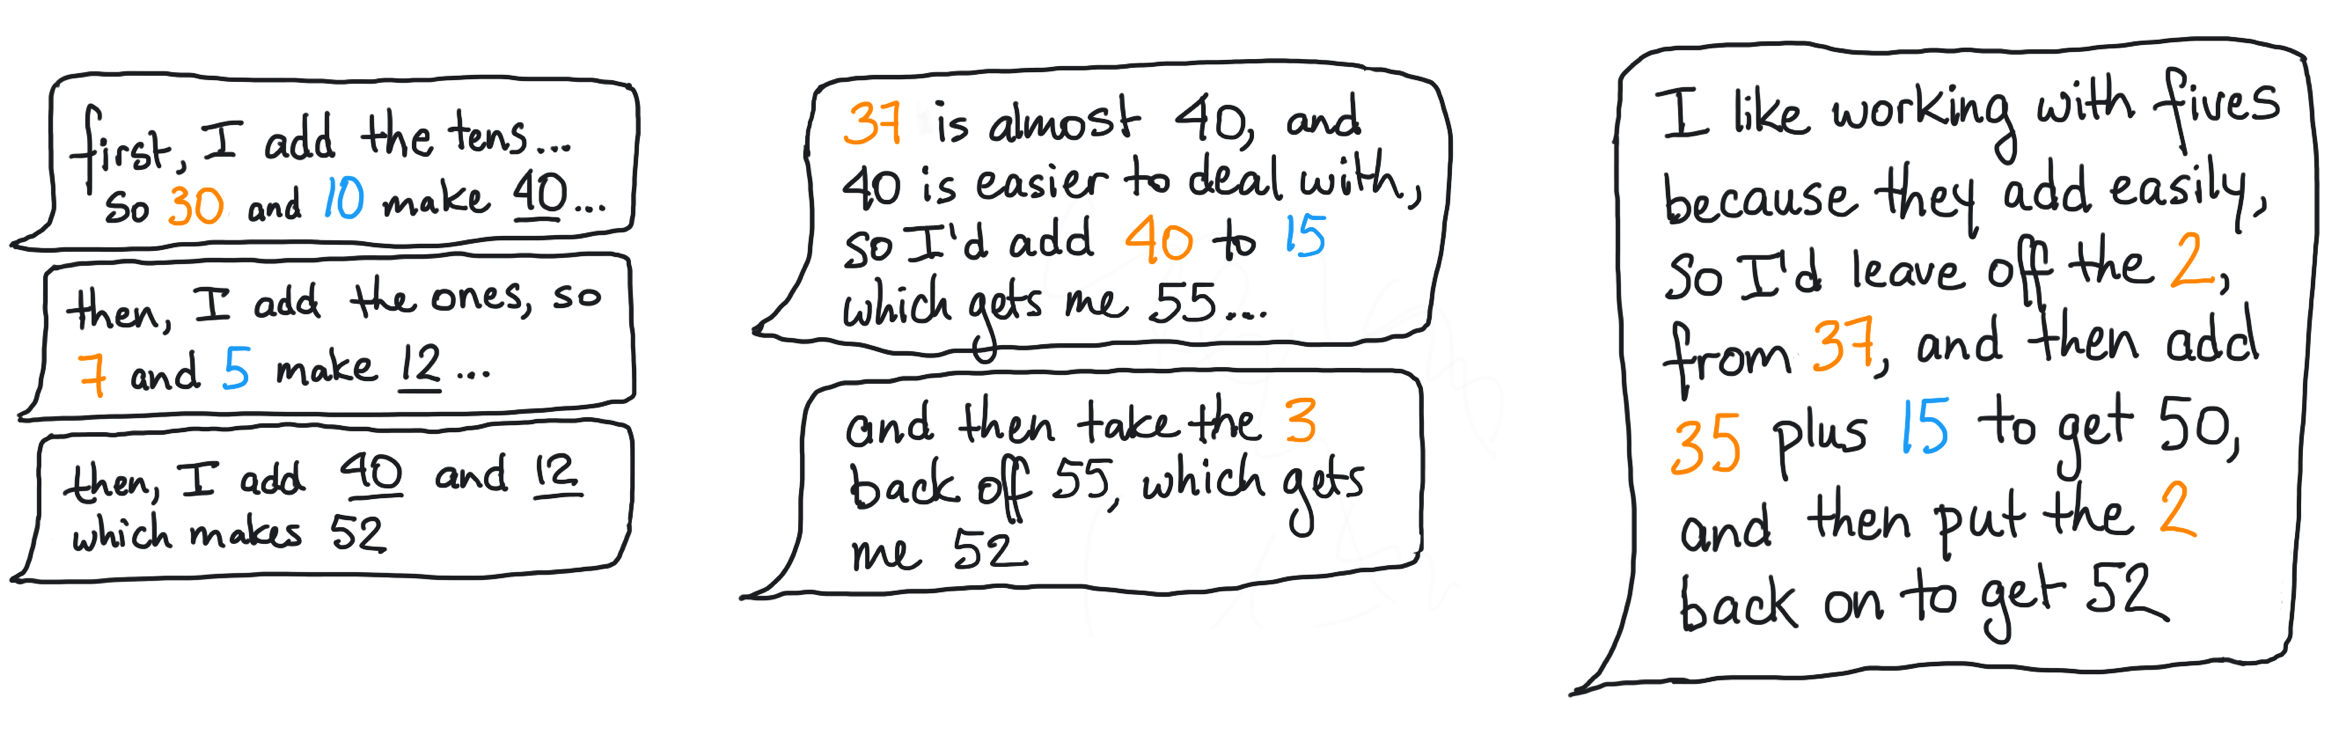 first, I add the tens...
so 30 and 10 make 40...
then, I add the ones, so
7 and 5 make 12...
then, I add 40 and 12
which makes 52
37 is almost 40, and
40 is easier to deal with,
so I'd add 40 to 15
which gets me 55...
and then take the 3
back off 55, which gets
me 52
I like working with fives
because they add easily,
so I'd leave off the 2,
from 37, and then add
35 plus 15 to get 50,
and then put the 2
back on to get 52